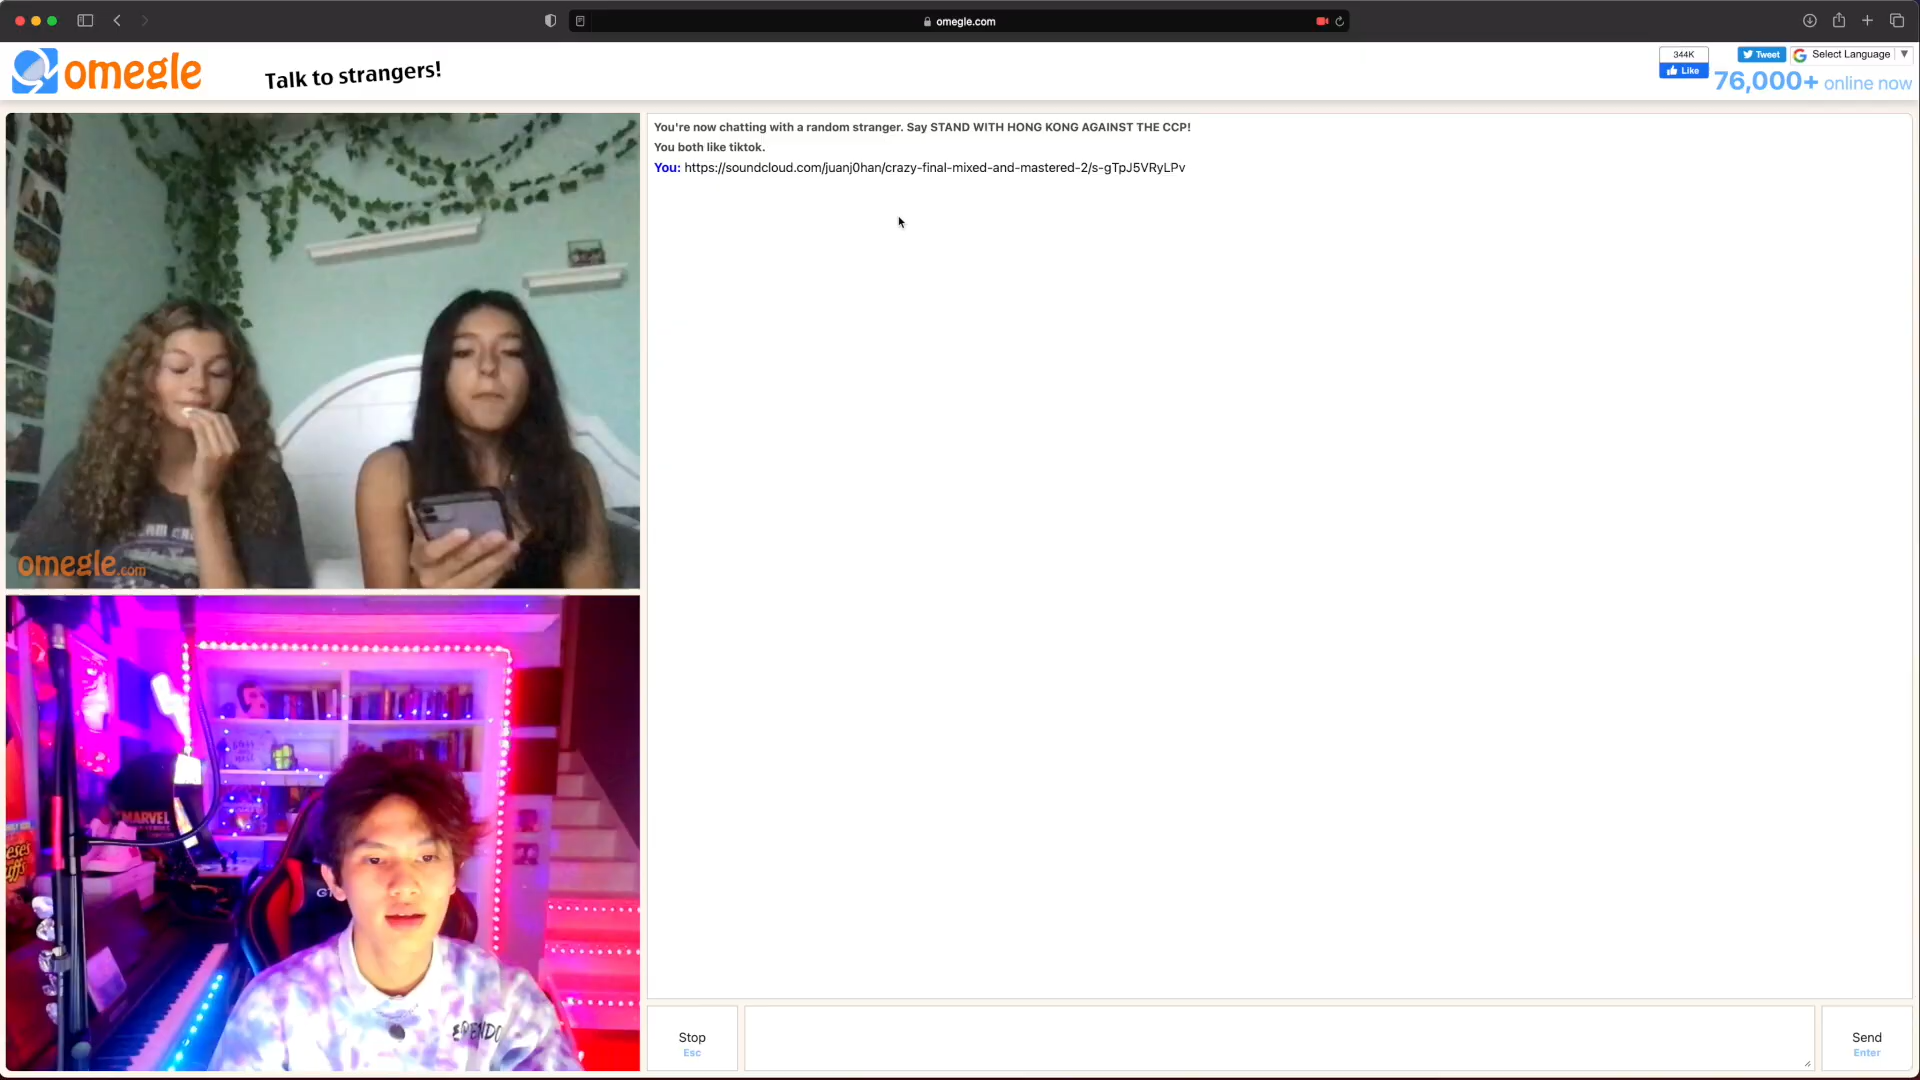 omegle.com
omegle
Talk to strangers!
344K
Like
Tweet
Select Language
76,000+ online now
You're now chatting with a random stranger. Say STAND WITH HONG KONG AGAINST THE CCP!
You both like tiktok.
You: https://soundcloud.com/juanj0han/crazy-final-mixed-and-mastered-2/s-gTpJ5VRyLPv
omegle.com
MARVEL
GT
Stop
Esc
Send
Enter